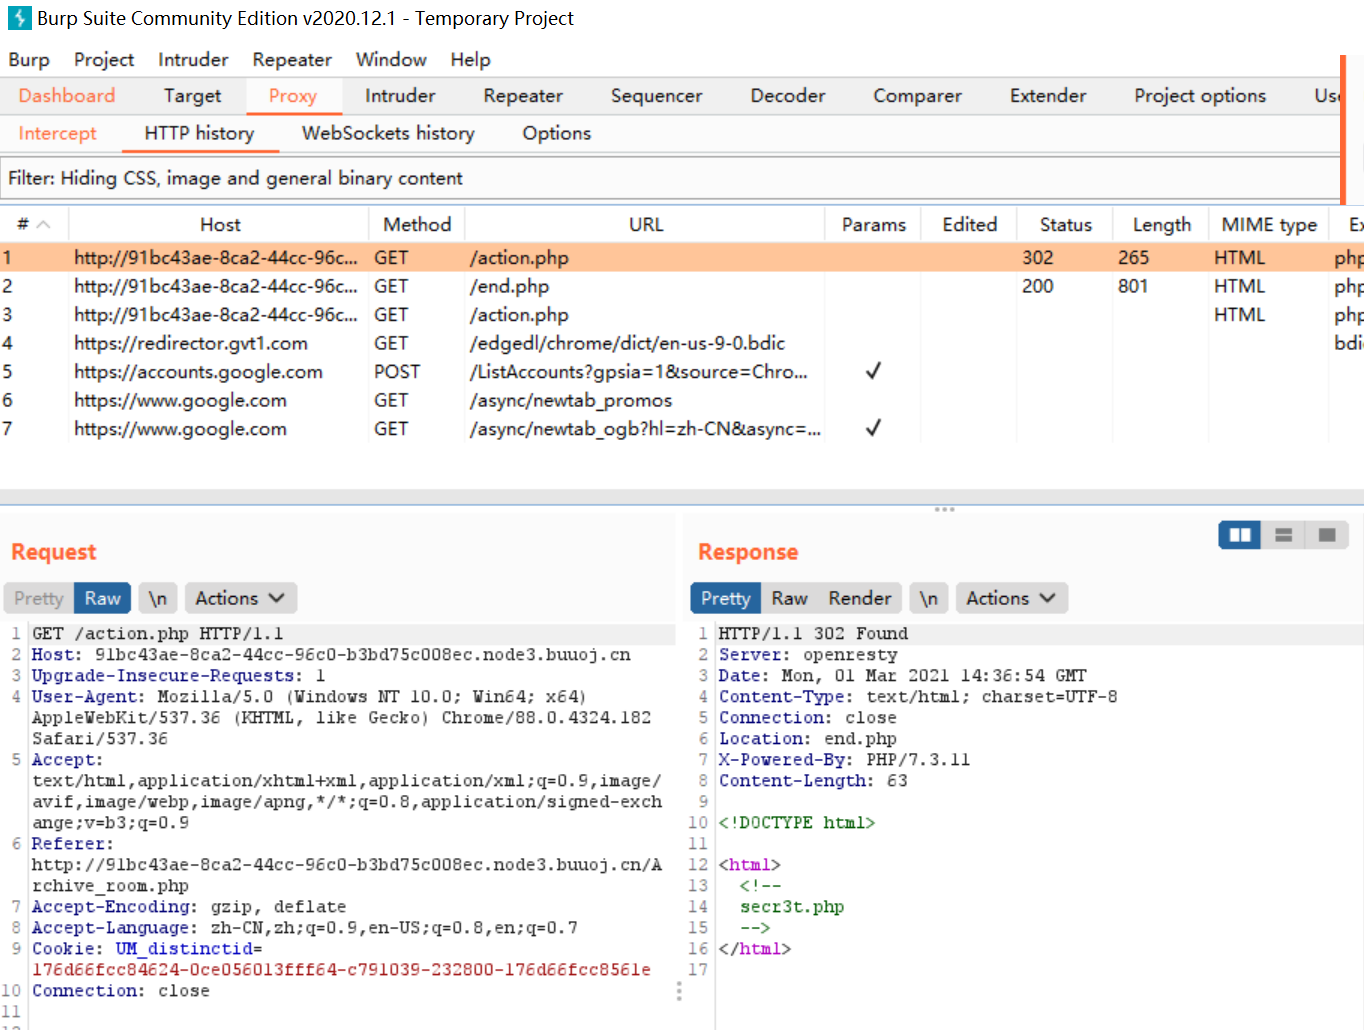 Burp Suite Community Edition v2020.12.1 - Temporary Project
Burp Project Intruder Repeater Window Help
Dashboard Target Proxy Intruder Repeater Sequencer Decoder Comparer Extender Project options
Intercept HTTP history WebSockets history Options
Filter: Hiding CSS, image and general binary content
# Host Method URL Params Edited Status Length MIME type
1 http://91bc43ae-8ca2-44cc-96c... GET /action.php 302 265 HTML php
2 http://91bc43ae-8ca2-44cc-96c... GET /end.php 200 801 HTML php
3 http://91bc43ae-8ca2-44cc-96c... GET /action.php HTML php
4 https://redirector.gvt1.com GET /edgedl/chrome/dict/en-us-9-0.bdic bdic
5 https://accounts.google.com POST /ListAccounts?gpsia=1&source=Chro... ✓
6 https://www.google.com GET /async/newtab_promos
7 https://www.google.com GET /async/newtab_ogb?hl=zh-CN&async=... ✓
Request
Pretty Raw \n Actions
1 GET /action.php HTTP/1.1
2 Host: 91bc43ae-8ca2-44cc-96c0-b3bd75c008ec.node3.buuoj.cn
3 Upgrade-Insecure-Requests: 1
4 User-Agent: Mozilla/5.0 (Windows NT 10.0; Win64; x64)
AppleWebKit/537.36 (KHTML, like Gecko) Chrome/88.0.4324.182
Safari/537.36
5 Accept:
text/html,application/xhtml+xml,application/xml;q=0.9,image/
avif,image/webp,image/apng,*/*;q=0.8,application/signed-exch
ange;v=b3;q=0.9
6 Referer:
http://91bc43ae-8ca2-44cc-96c0-b3bd75c008ec.node3.buuoj.cn/A
rchive_room.php
7 Accept-Encoding: gzip, deflate
8 Accept-Language: zh-CN,zh;q=0.9,en-US;q=0.8,en;q=0.7
9 Cookie: UM_distinctid=
176d66fcc84624-0ce056013fff64-c791039-232800-176d66fcc8561e
10 Connection: close
11
Response
Pretty Raw Render \n Actions
1 HTTP/1.1 302 Found
2 Server: openresty
3 Date: Mon, 01 Mar 2021 14:36:54 GMT
4 Content-Type: text/html; charset=UTF-8
5 Connection: close
6 Location: end.php
7 X-Powered-By: PHP/7.3.11
8 Content-Length: 63
9
10 <!DOCTYPE html>
11
12 <html>
13 <!--
14 secr3t.php
15 -->
16 </html>
17